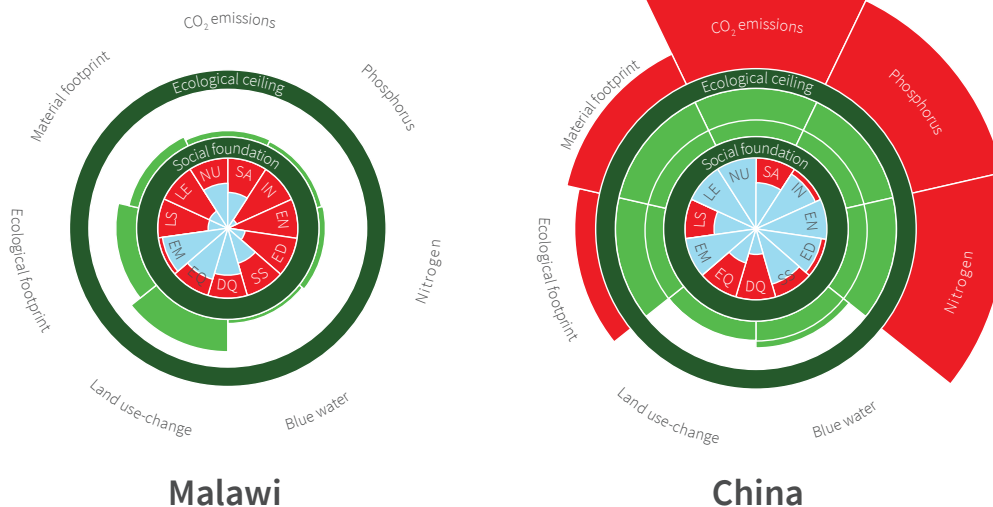 CO₂ emissions
Phosphorus
Nitrogen
Blue water
Land use-change
Ecological footprint
Material footprint
Ecological ceiling
Social foundation
SA
IN
EN
ED
SS
DQ
EQ
EM
LS
LE
NU
Malawi
CO₂ emissions
Phosphorus
Nitrogen
Blue water
Land use-change
Ecological footprint
Material footprint
Ecological ceiling
Social foundation
SA
IN
EN
ED
SS
DQ
EQ
EM
LS
LE
NU
China